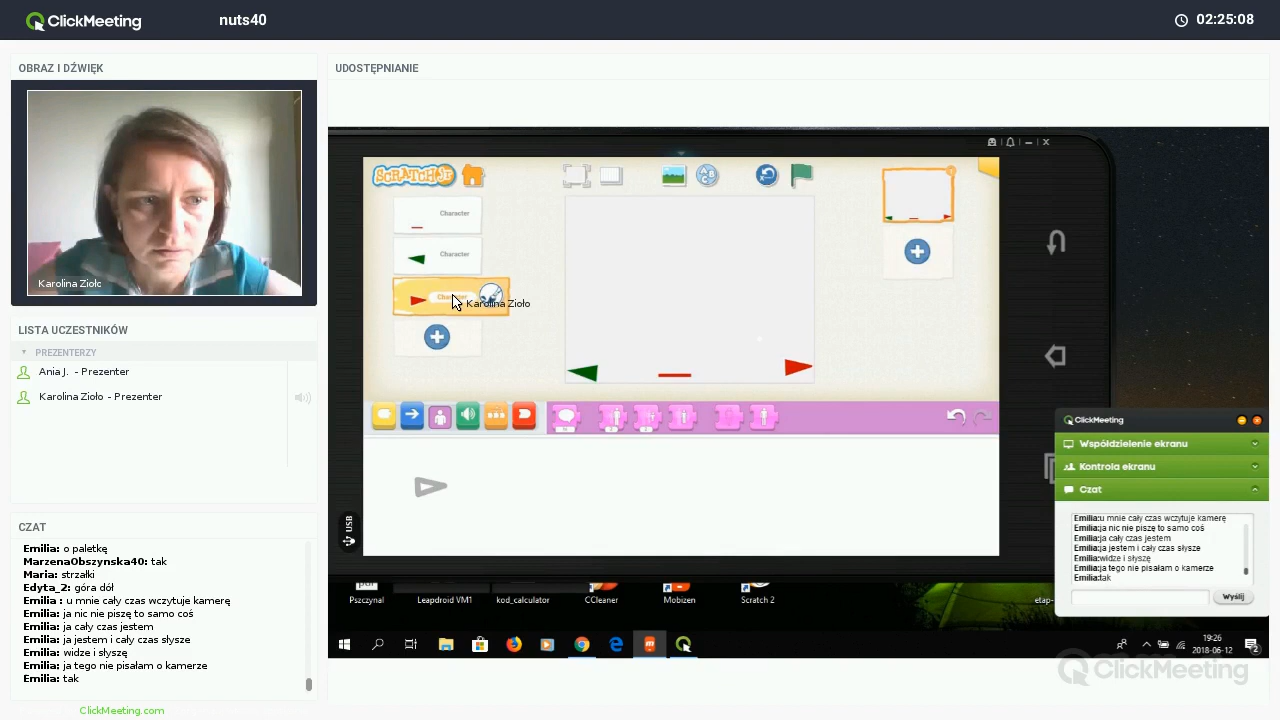 ClickMeeting
nuts40
02:25:08
OBRAZ I DŹWIĘK
UDOSTĘPNIANIE
Karolina Zioło
LISTA UCZESTNIKÓW
PREZENTERZY
Ania J. - Prezenter
Karolina Zioło - Prezenter
CZAT
Emilia: o paletkę
MarzenaObszynska40: tak
Maria: strzałki
Edyta_2: góra dół
Emilia : u mnie cały czas wczytuje kamerę
Emilia: ja nic nie piszę to samo coś
Emilia: ja cały czas jestem
Emilia: ja jestem i cały czas słysze
Emilia: widze i słyszę
Emilia: ja tego nie pisałam o kamerze
Emilia: tak
ClickMeeting.com
SCRATCHJR
Character
Character
Karolina Zioło
USB
Pszczynal
Leapdroid VM1
kod_calculator
CCleaner
Mobizen
Scratch 2
etap-
ClickMeeting
Współdzielenie ekranu
Kontrola ekranu
Czat
Emilia:u mnie cały czas wczytuje kamerę
Emilia:ja nic nie piszę to samo coś
Emilia:ja cały czas jestem
Emilia:ja jestem i cały czas słysze
Emilia:widze i słyszę
Emilia:ja tego nie pisałam o kamerze
Emilia:tak
Wyślij
19:26
2018-06-12
ClickMeeting